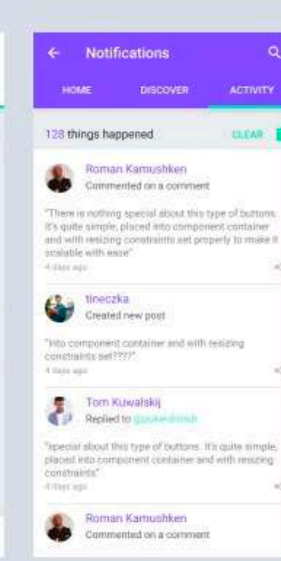 Notifications
HOME DISCOVER ACTIVITY
128 things happened CLEAR
Roman Kamushken
Commented on a comment
"There is nothing special about this type of buttons.
It's quite simple, placed into component container
and with resizing constraints set properly to make it
scalable with ease"
4 days ago
tineczka
Created new post
"Into component container and with resizing
constraints set????"
4 days ago
Tom Kuwalskij
Replied to
"special about this type of buttons. It's quite simple,
placed into component container and with resizing
constraints"
4 days ago
Roman Kamushken
Commented on a comment